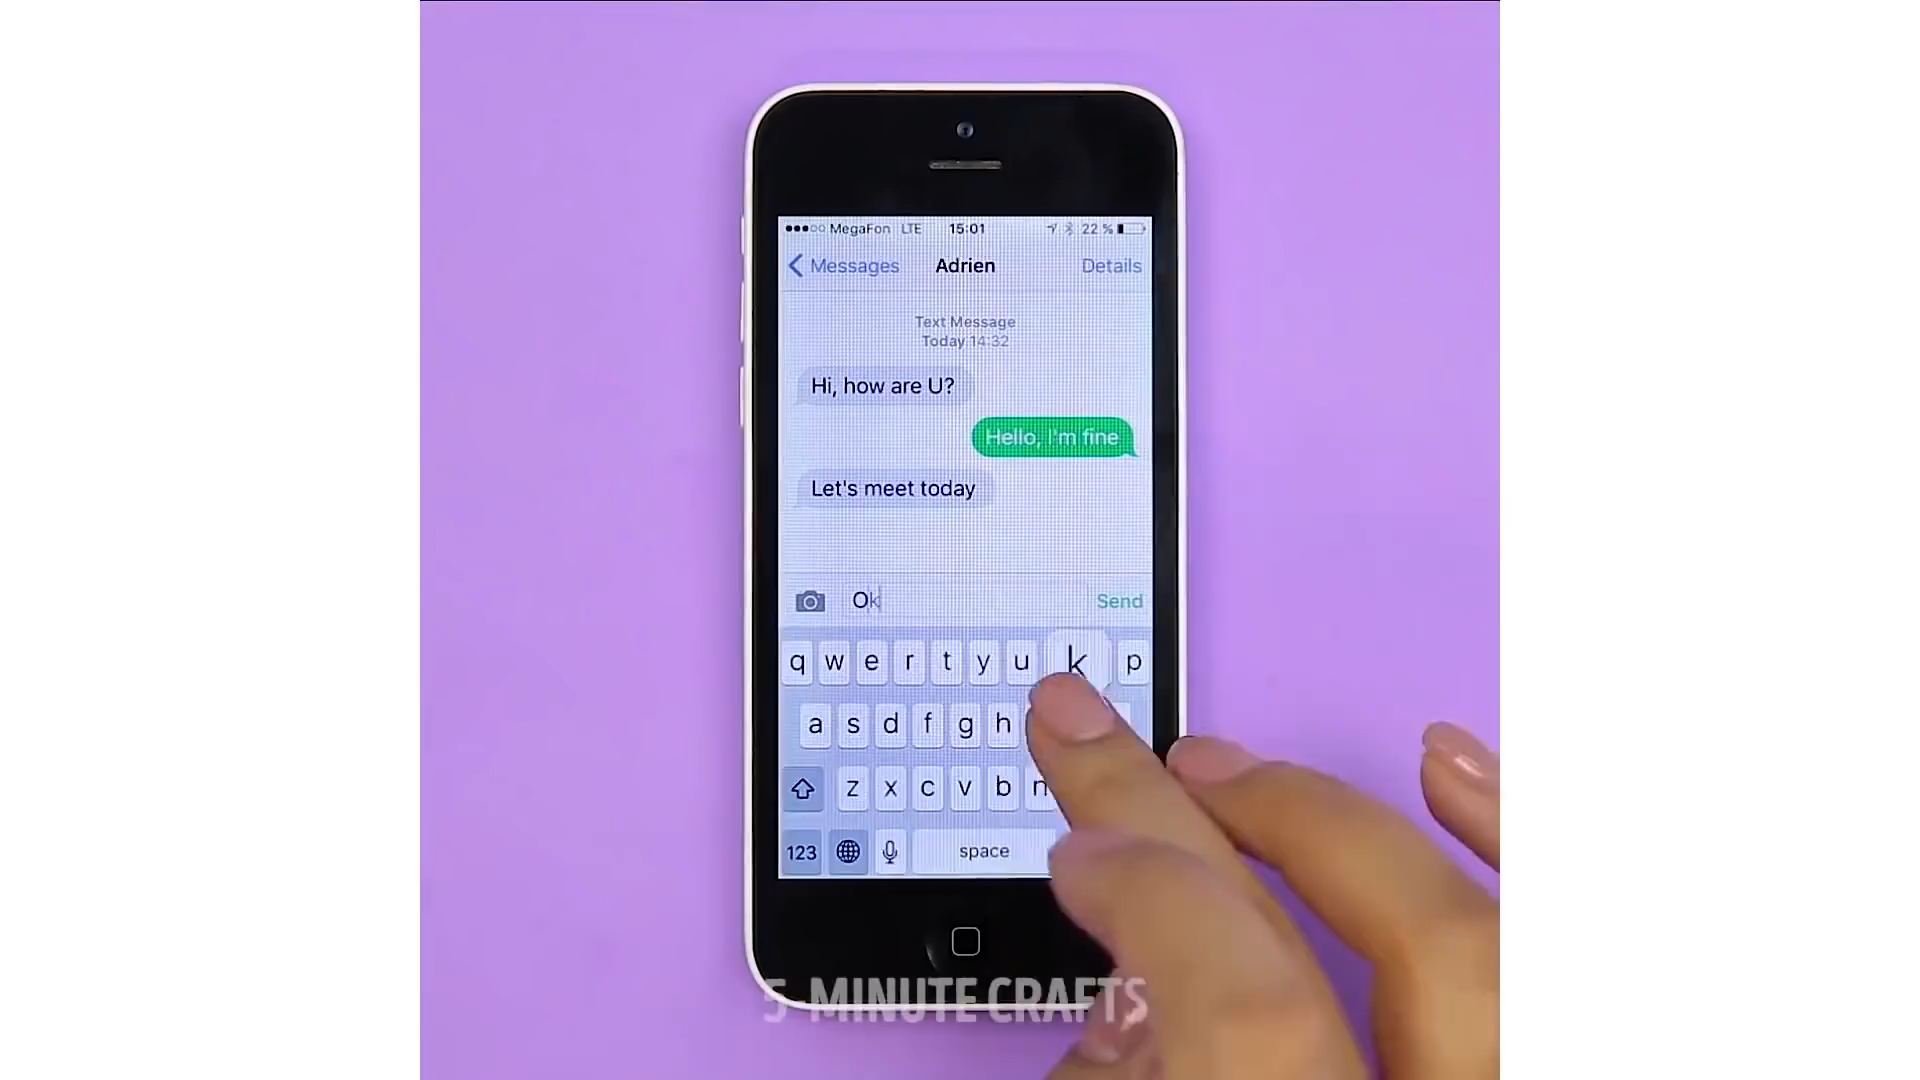 MegaFon LTE 15:01 22 %
Messages Adrien Details
Text Message
Today 14:32
Hi, how are U?
Hello, I'm fine
Let's meet today
Ok Send
q w e r t y u k p
a s d f g h
z x c v b n
123 space
5-MINUTE CRAFTS